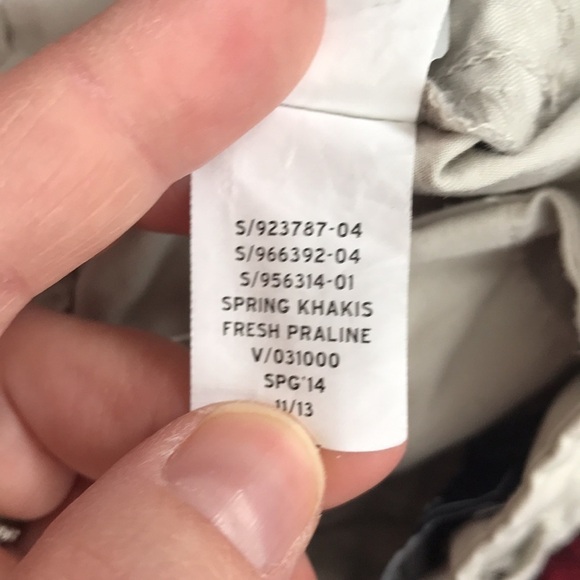 S/923787-04
S/966392-04
S/956314-01
SPRING KHAKIS
FRESH PRALINE
V/031000
SPG'14
11/13